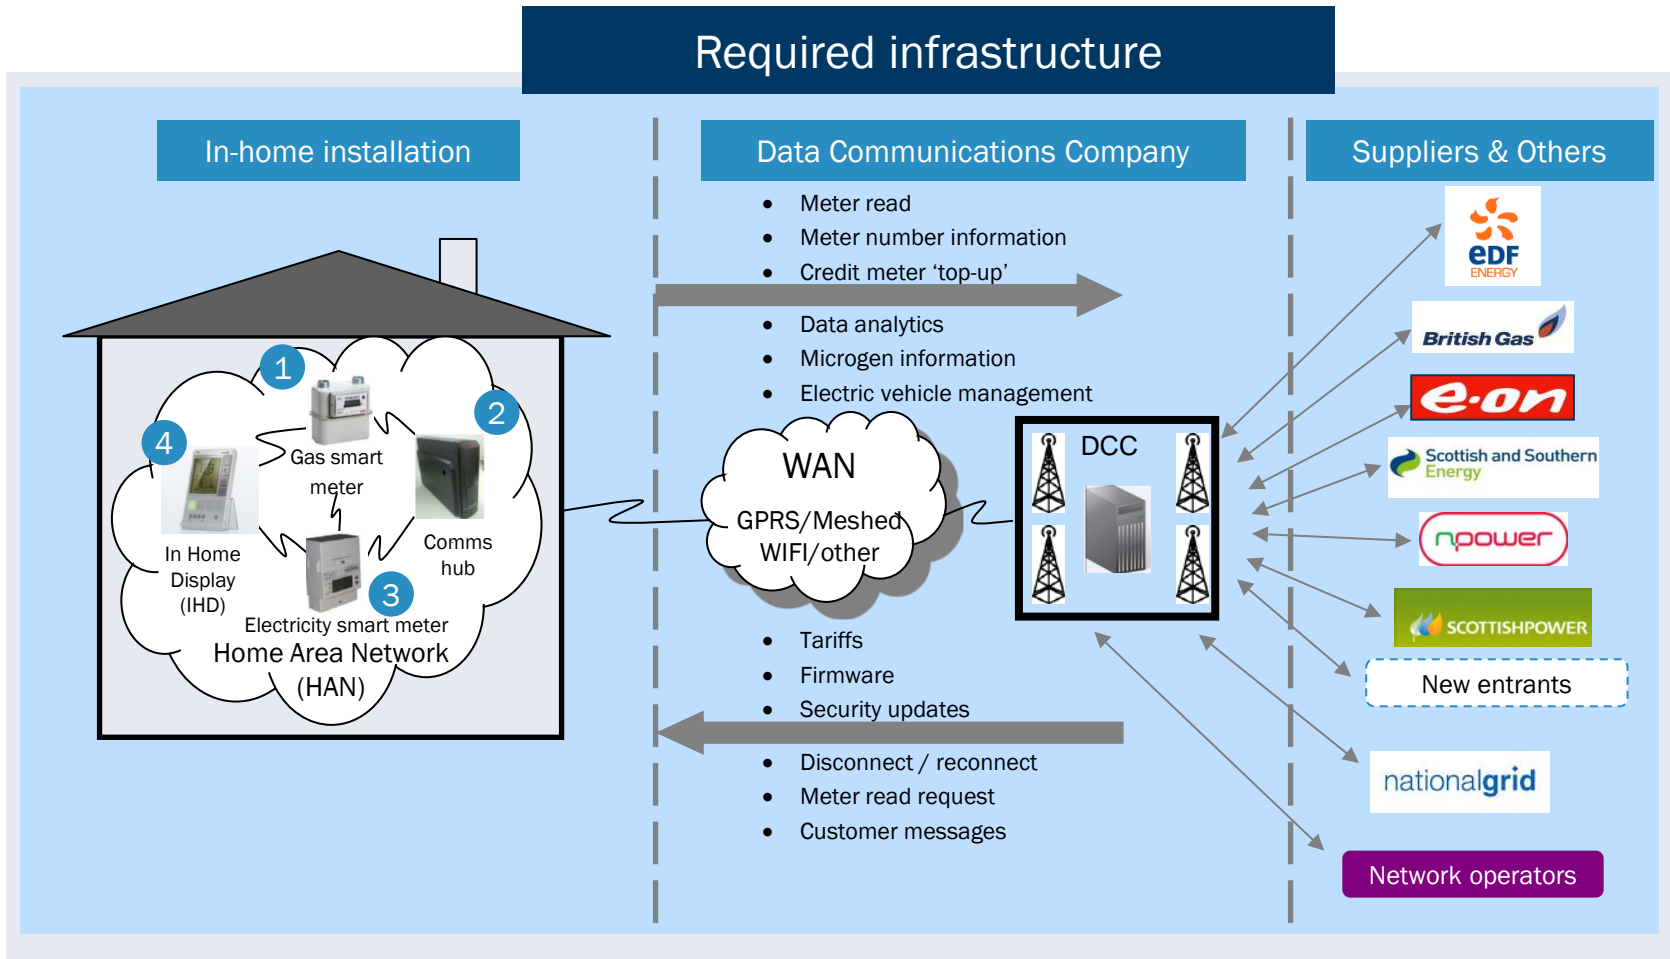 Required infrastructure
In-home installation
1
2
4
Gas smart
meter
In Home
Display
(IHD)
Comms
hub
3
Electricity smart meter
Home Area Network
(HAN)
Data Communications Company
• Meter read
• Meter number information
• Credit meter ‘top-up’
• Data analytics
• Microgen information
• Electric vehicle management
WAN
GPRS/Meshed
WIFI/other
DCC
• Tariffs
• Firmware
• Security updates
• Disconnect / reconnect
• Meter read request
• Customer messages
Suppliers & Others
eDF
ENERGY
British Gas
e·on
Scottish and Southern
Energy
npower
SCOTTISHPOWER
New entrants
nationalgrid
Network operators